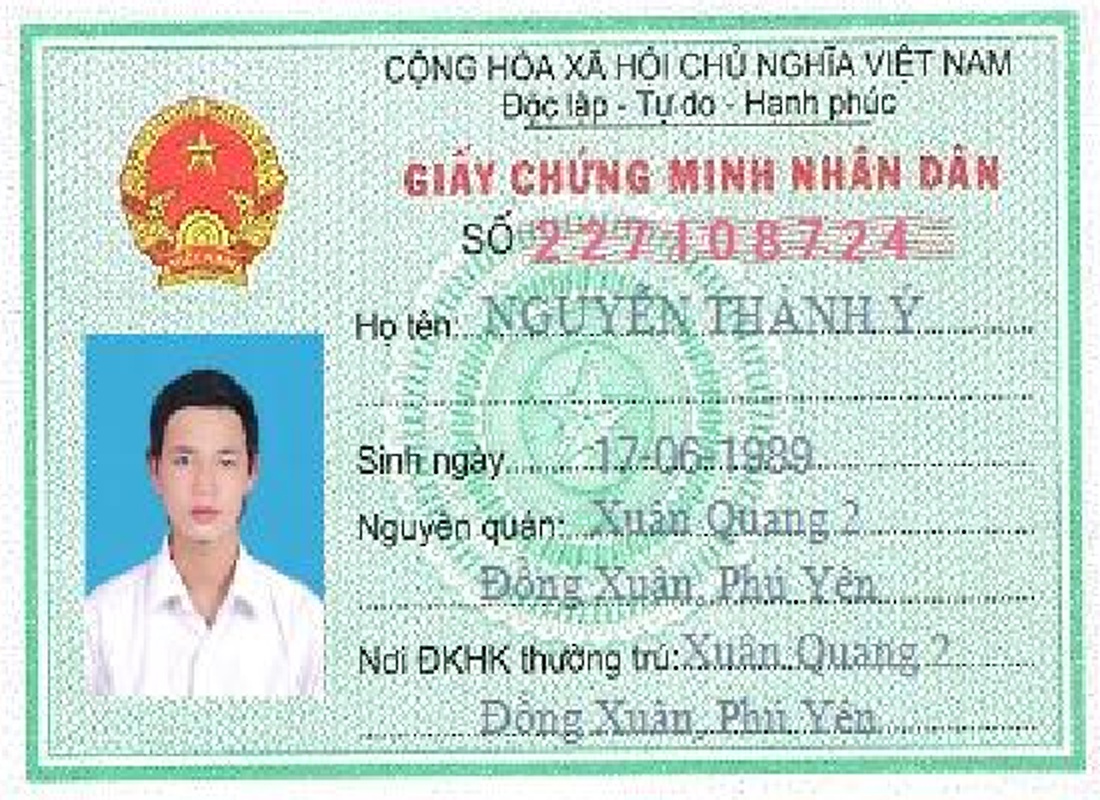 CỘNG HÒA XÃ HỘI CHỦ NGHĨA VIỆT NAM
Độc lập - Tự do - Hạnh phúc
GIẤY CHỨNG MINH NHÂN DÂN
SỐ 227108724
Họ tên: NGUYỄN THÀNH Ý
Sinh ngày 17-06-1989
Nguyên quán: Xuân Quang 2
Đồng Xuân, Phú Yên
Nơi ĐKHK thường trú: Xuân Quang 2
Đồng Xuân, Phú Yên